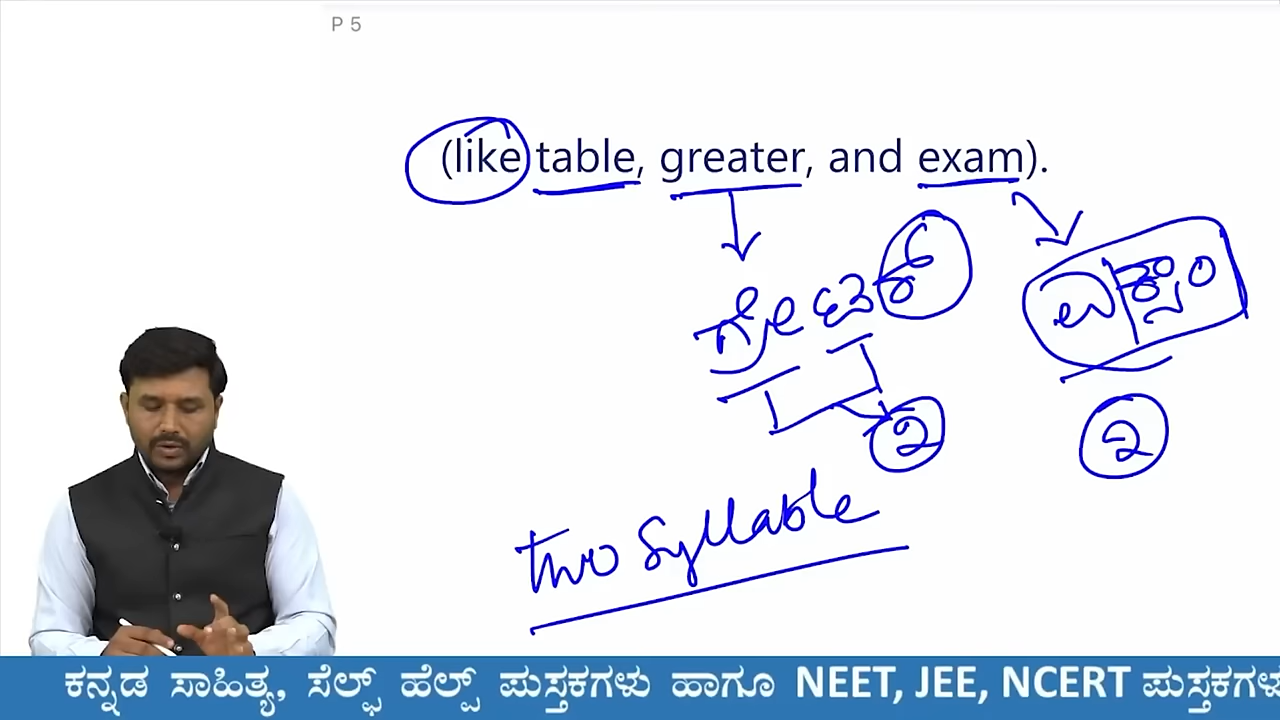 P 5
(like table, greater, and exam).
ಗ್ರೇಟರ್
ಎಕ್ಸಾಂ
೨ ೨
two syllable
ಕನ್ನಡ ಸಾಹಿತ್ಯ, ಸೆಲ್ಫ್ ಹೆಲ್ಪ್ ಪುಸ್ತಕಗಳು ಹಾಗೂ NEET, JEE, NCERT ಪುಸ್ತಕಗಳು